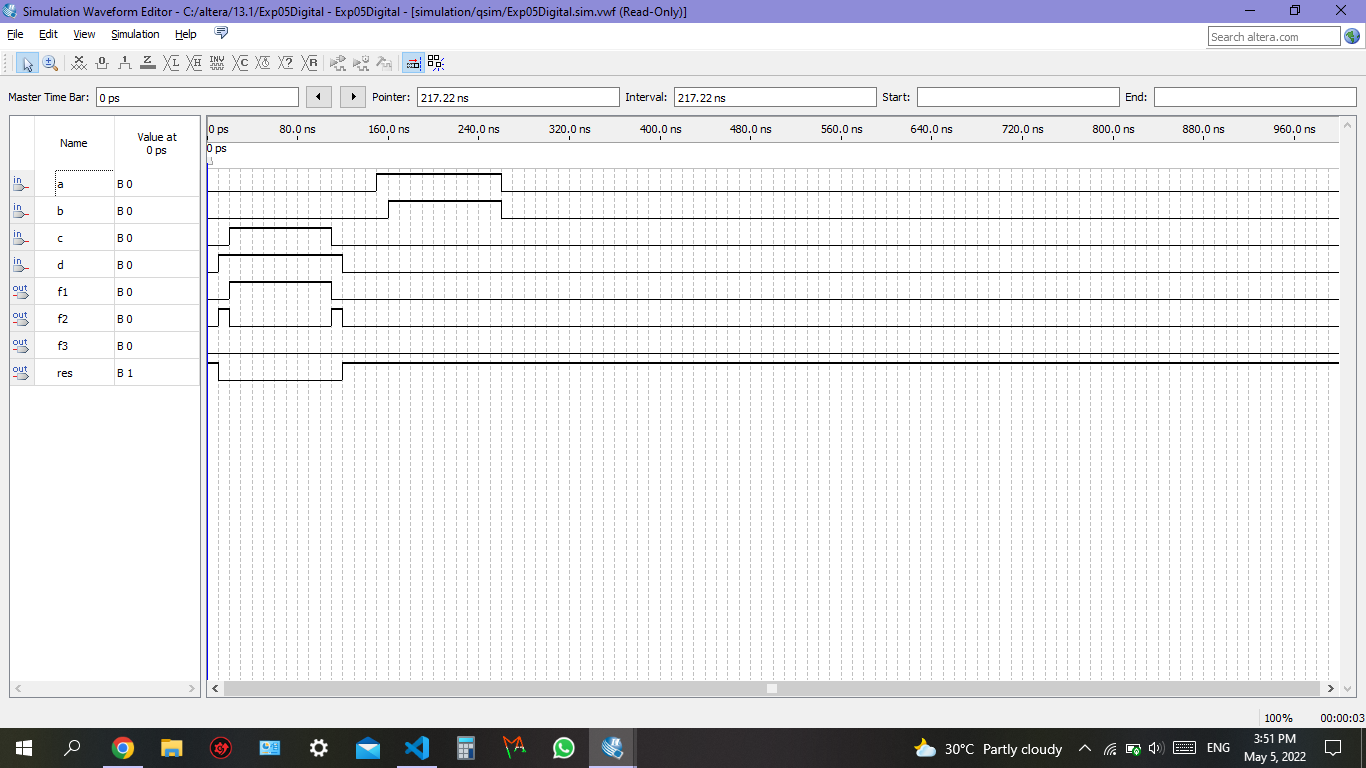 Simulation Waveform Editor - C:/altera/13.1/Exp05Digital - Exp05Digital - [simulation/qsim/Exp05Digital.sim.vwf (Read-Only)]
File Edit View Simulation Help
Search altera.com
Master Time Bar: 0 ps Pointer: 217.22 ns Interval: 217.22 ns Start: End:
Name Value at 0 ps
0 ps 80.0 ns 160.0 ns 240.0 ns 320.0 ns 400.0 ns 480.0 ns 560.0 ns 640.0 ns 720.0 ns 800.0 ns 880.0 ns 960.0 ns
0 ps
in a B 0
in b B 0
in c B 0
in d B 0
out f1 B 0
out f2 B 0
out f3 B 0
out res B 1
100% 00:00:03
30°C Partly cloudy ENG 3:51 PM
May 5, 2022